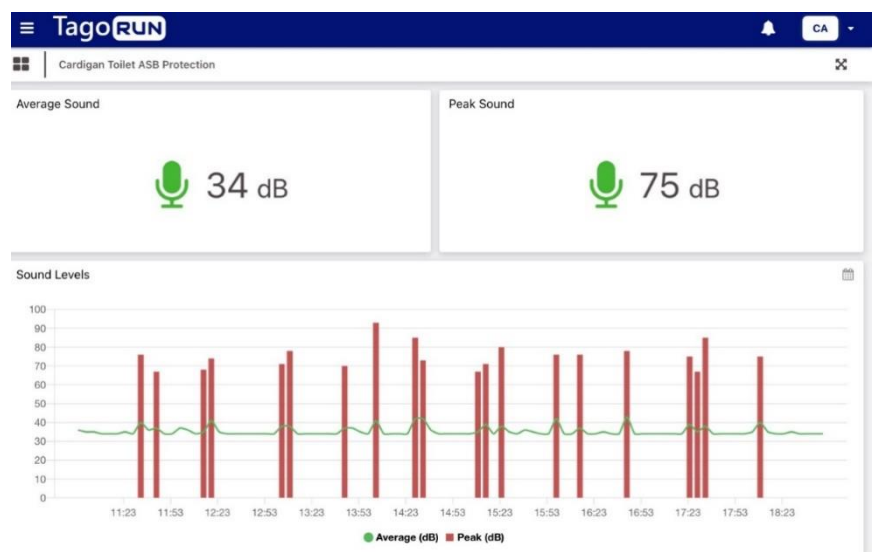 TagoRUN
CA
Cardigan Toilet ASB Protection
Average Sound
Peak Sound
34 dB
75 dB
Sound Levels
100
90
80
70
60
50
40
30
20
10
0
11:23 11:53 12:23 12:53 13:23 13:53 14:23 14:53 15:23 15:53 16:23 16:53 17:23 17:53 18:23
Average (dB) Peak (dB)